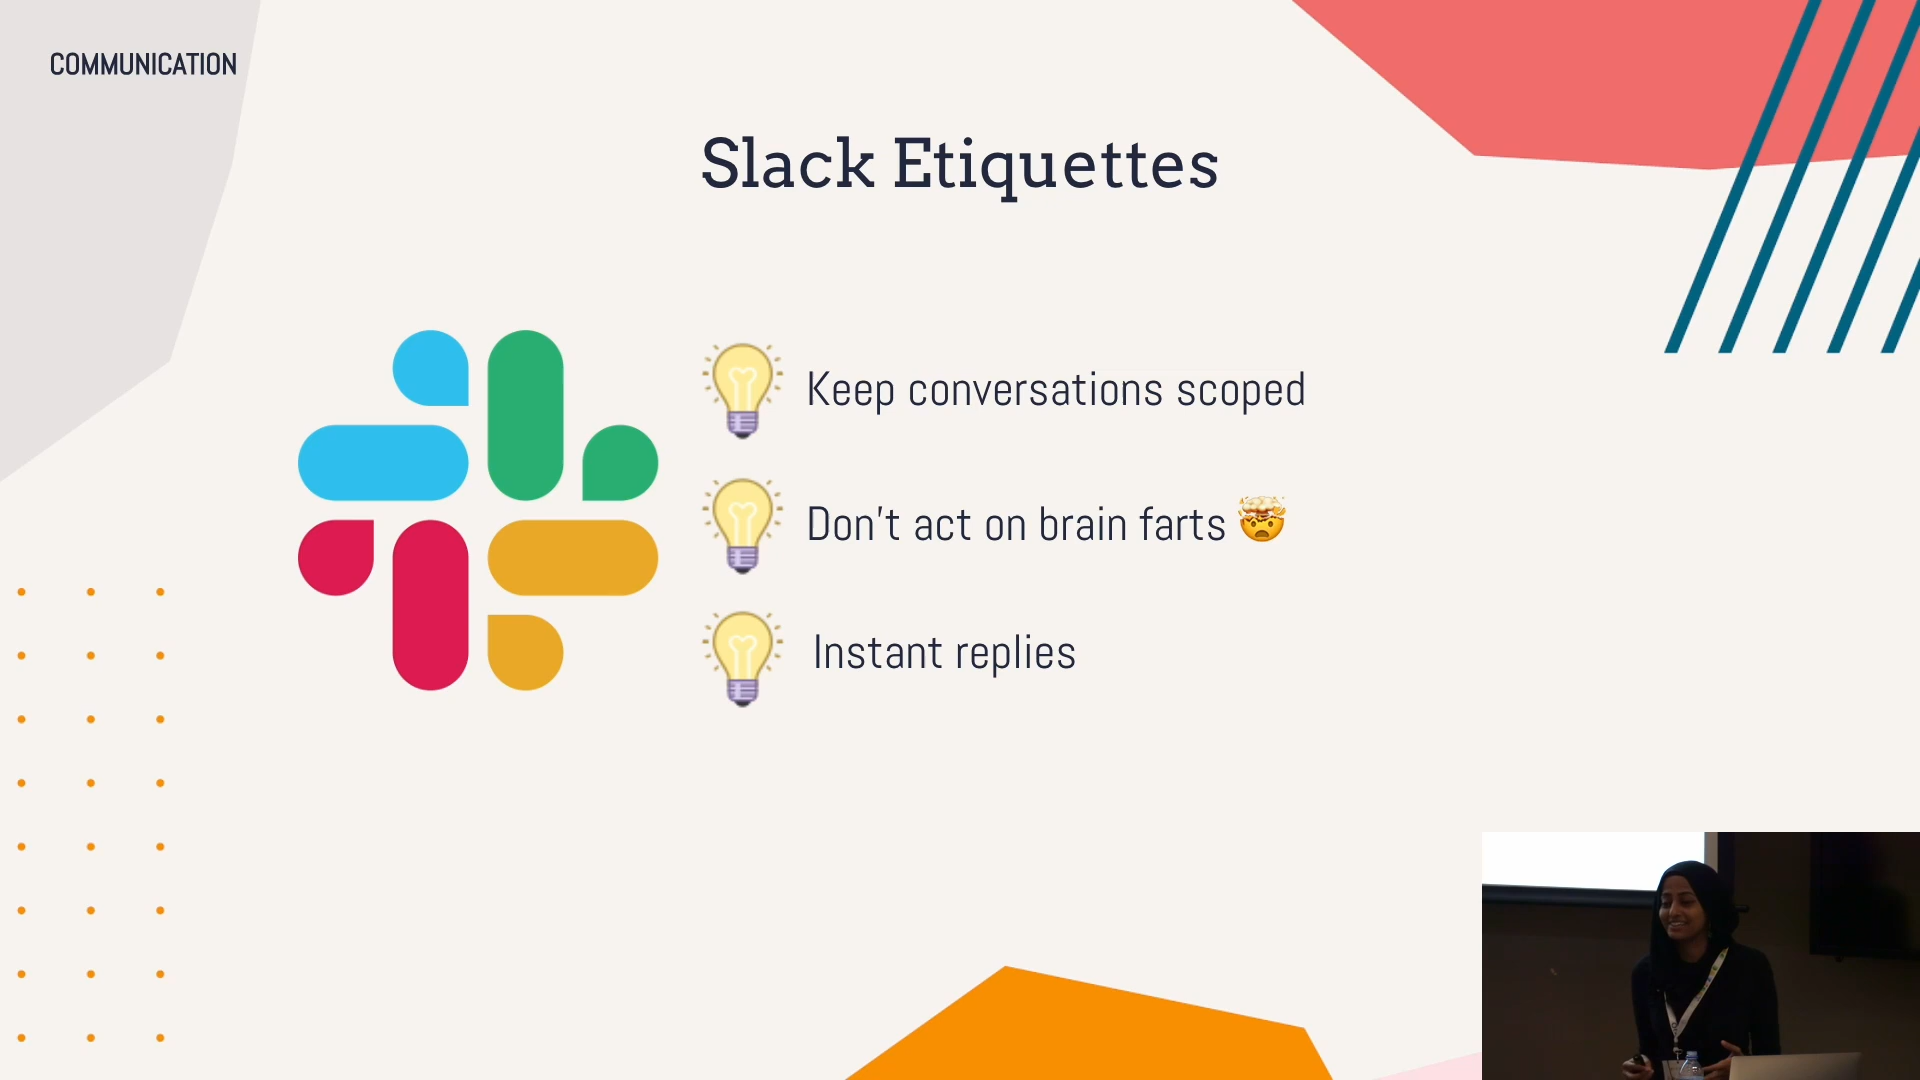 COMMUNICATION
Slack Etiquettes
Keep conversations scoped
Don't act on brain farts 🤯
Instant replies